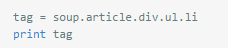 tag = soup.article.div.ul.li
print tag